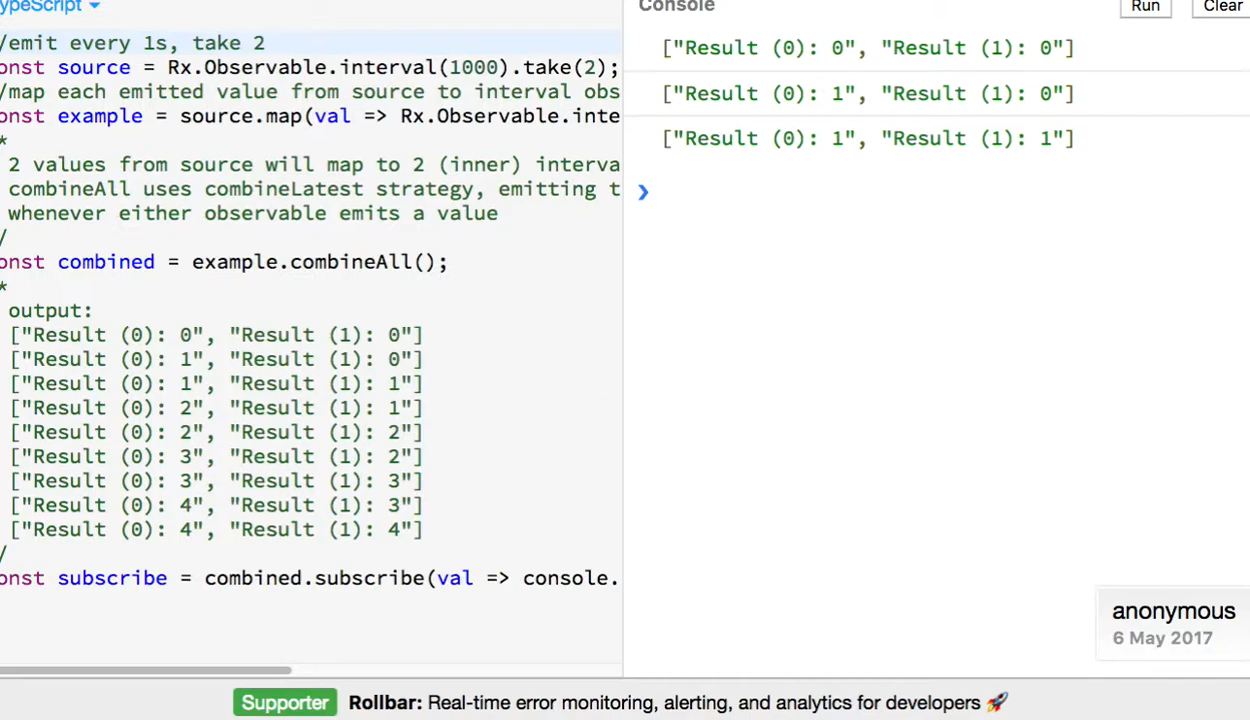 ypeScript
/emit every 1s, take 2
onst source = Rx.Observable.interval(1000).take(2);
/map each emitted value from source to interval obs
onst example = source.map(val => Rx.Observable.inte
*
2 values from source will map to 2 (inner) interva
combineAll uses combineLatest strategy, emitting t
whenever either observable emits a value
/
onst combined = example.combineAll();
*
output:
["Result (0): 0", "Result (1): 0"]
["Result (0): 1", "Result (1): 0"]
["Result (0): 1", "Result (1): 1"]
["Result (0): 2", "Result (1): 1"]
["Result (0): 2", "Result (1): 2"]
["Result (0): 3", "Result (1): 2"]
["Result (0): 3", "Result (1): 3"]
["Result (0): 4", "Result (1): 3"]
["Result (0): 4", "Result (1): 4"]
/
onst subscribe = combined.subscribe(val => console.
Console
Run
Clear
["Result (0): 0", "Result (1): 0"]
["Result (0): 1", "Result (1): 0"]
["Result (0): 1", "Result (1): 1"]
anonymous
6 May 2017
Supporter Rollbar: Real-time error monitoring, alerting, and analytics for developers 🚀